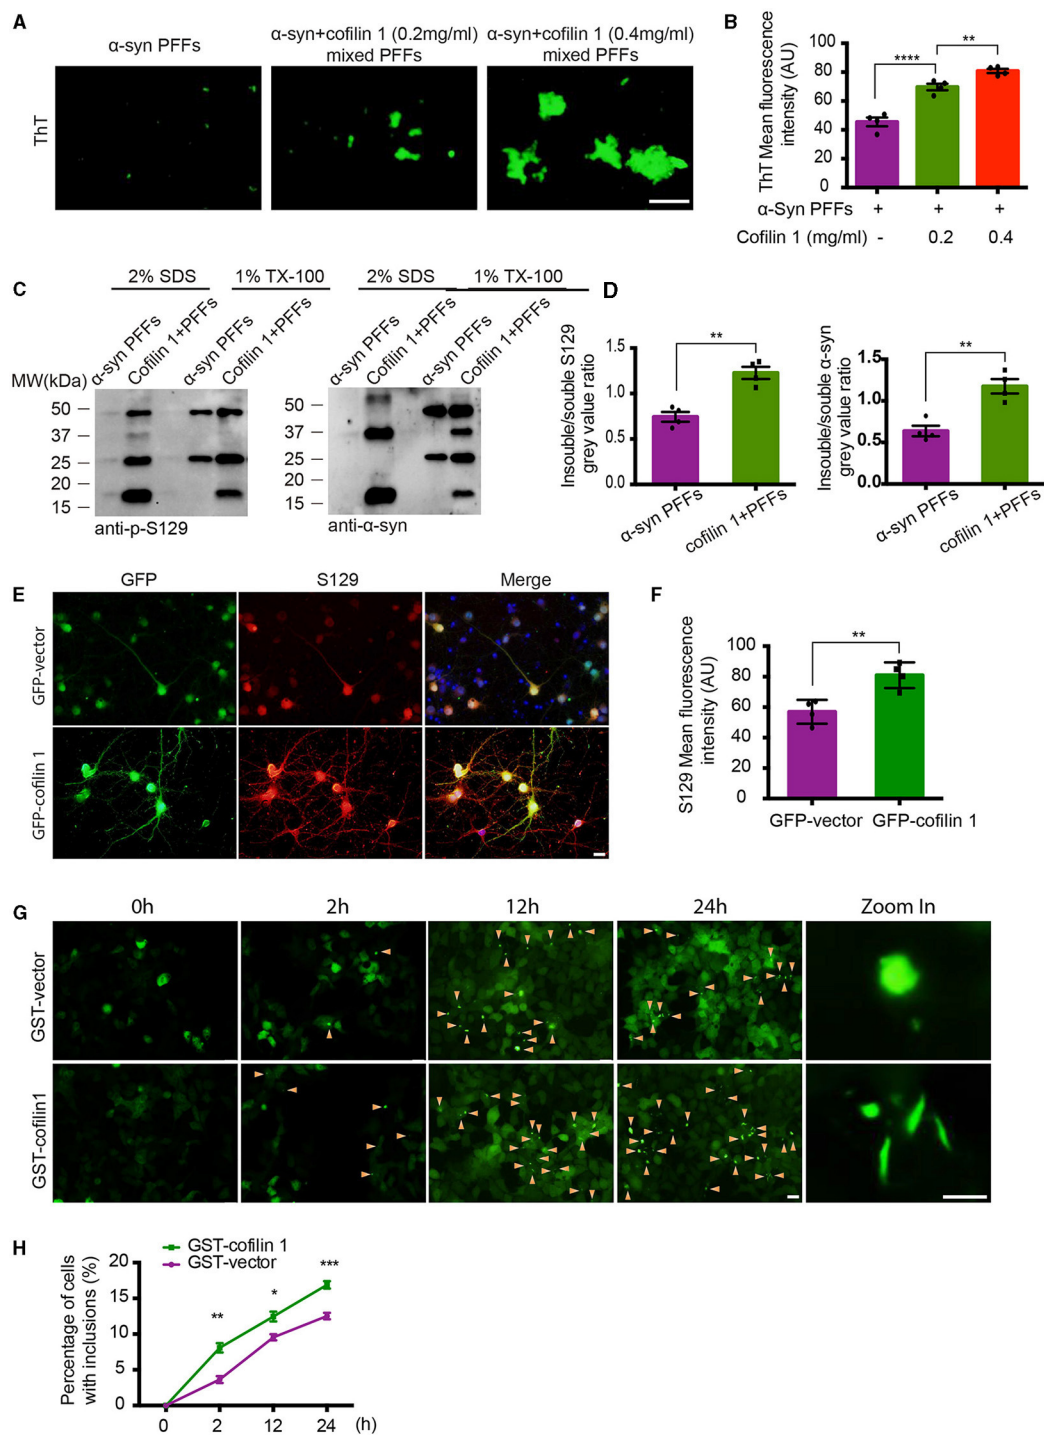 A
α-syn PFFs
α-syn+cofilin 1 (0.2mg/ml)
mixed PFFs
α-syn+cofilin 1 (0.4mg/ml)
mixed PFFs
ThT
B
ThT Mean fluorescence
intensity (AU)
100
80
60
40
20
0
****
**
α-Syn PFFs + + +
Cofilin 1 (mg/ml) - 0.2 0.4
C
2% SDS
1% TX-100
2% SDS
1% TX-100
α-syn PFFs
Cofilin 1+PFFs
α-syn PFFs
Cofilin 1+PFFs
α-syn PFFs
Cofilin 1+PFFs
α-syn PFFs
Cofilin 1+PFFs
MW(kDa)
50
37
25
20
15
anti-p-S129
50
37
25
20
15
anti-α-syn
D
Insouble/souble S129
grey value ratio
1.5
1.0
0.5
0.0
**
α-syn PFFs
cofilin 1+PFFs
Insouble/souble α-syn
grey value ratio
1.5
1.0
0.5
0.0
**
α-syn PFFs
cofilin 1+PFFs
E
GFP
S129
Merge
GFP-vector
GFP-cofilin 1
F
S129 Mean fluorescence
intensity (AU)
100
80
60
40
20
0
**
GFP-vector GFP-cofilin 1
G
0h
2h
12h
24h
Zoom In
GST-vector
GST-cofilin1
H
GST-cofilin 1
GST-vector
Percentage of cells
with inclusions (%)
20
15
10
5
0
**
*
***
0 2 12 24 (h)